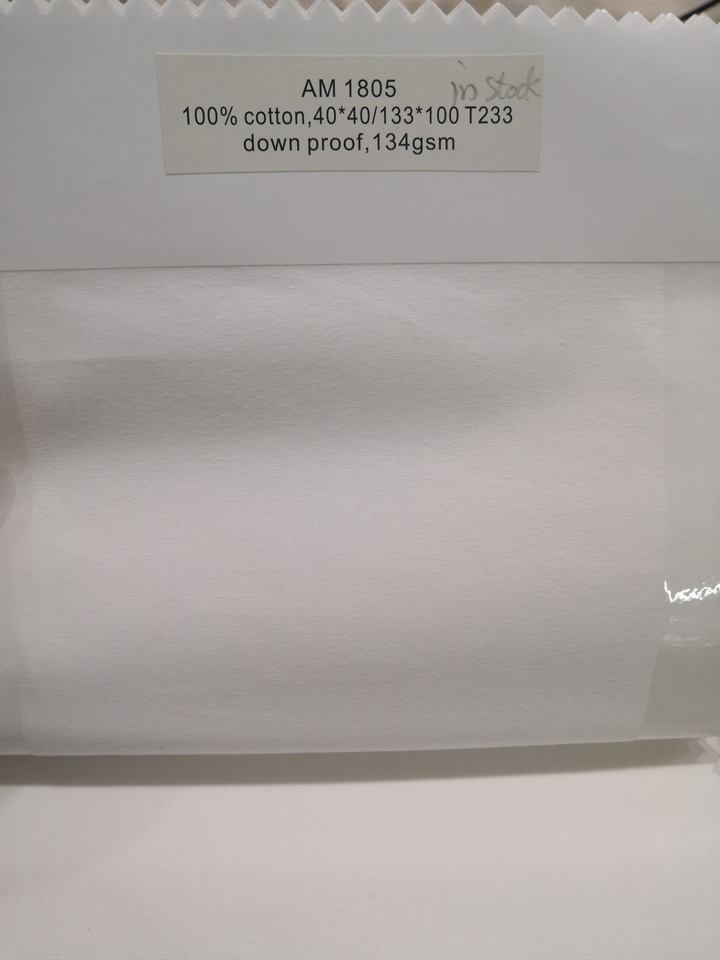 AM 1805 in stock
100% cotton,40*40/133*100 T233
down proof,134gsm